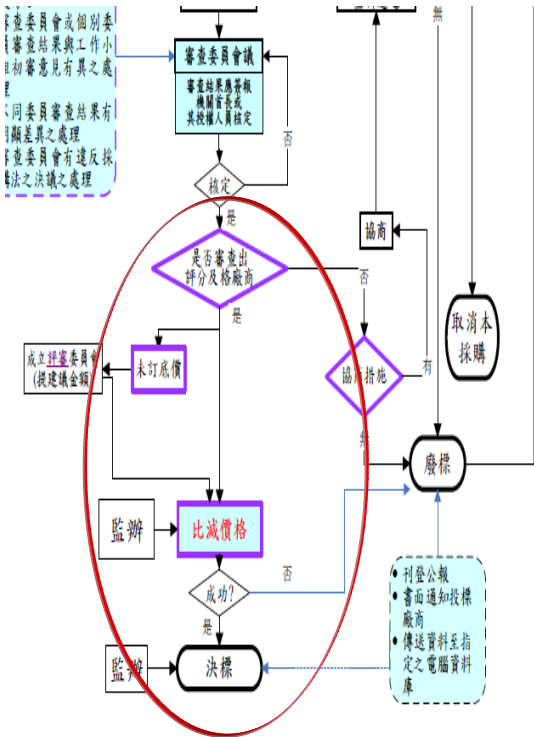 審查委員會或個別委
審查結果與工作小
初審意見有異之處
理
不同委員審查結果有
明顯差異之處理
審查委員會有違反採
購法之決議之處理
審查委員會議
審查結果應簽報
機關首長或
其授權人員核定
否
無
核定
是
協商
是否審查出
評分及格廠商
否
是
取消本
採購
成立評審委員會
(提建議金額)
未訂底價
協商措施
有
無
廢標
監辦
比減價格
否
成功?
是
監辦
決標
刊登公報
書面通知投標
廠商
傳送資料至指
定之電腦資料
庫